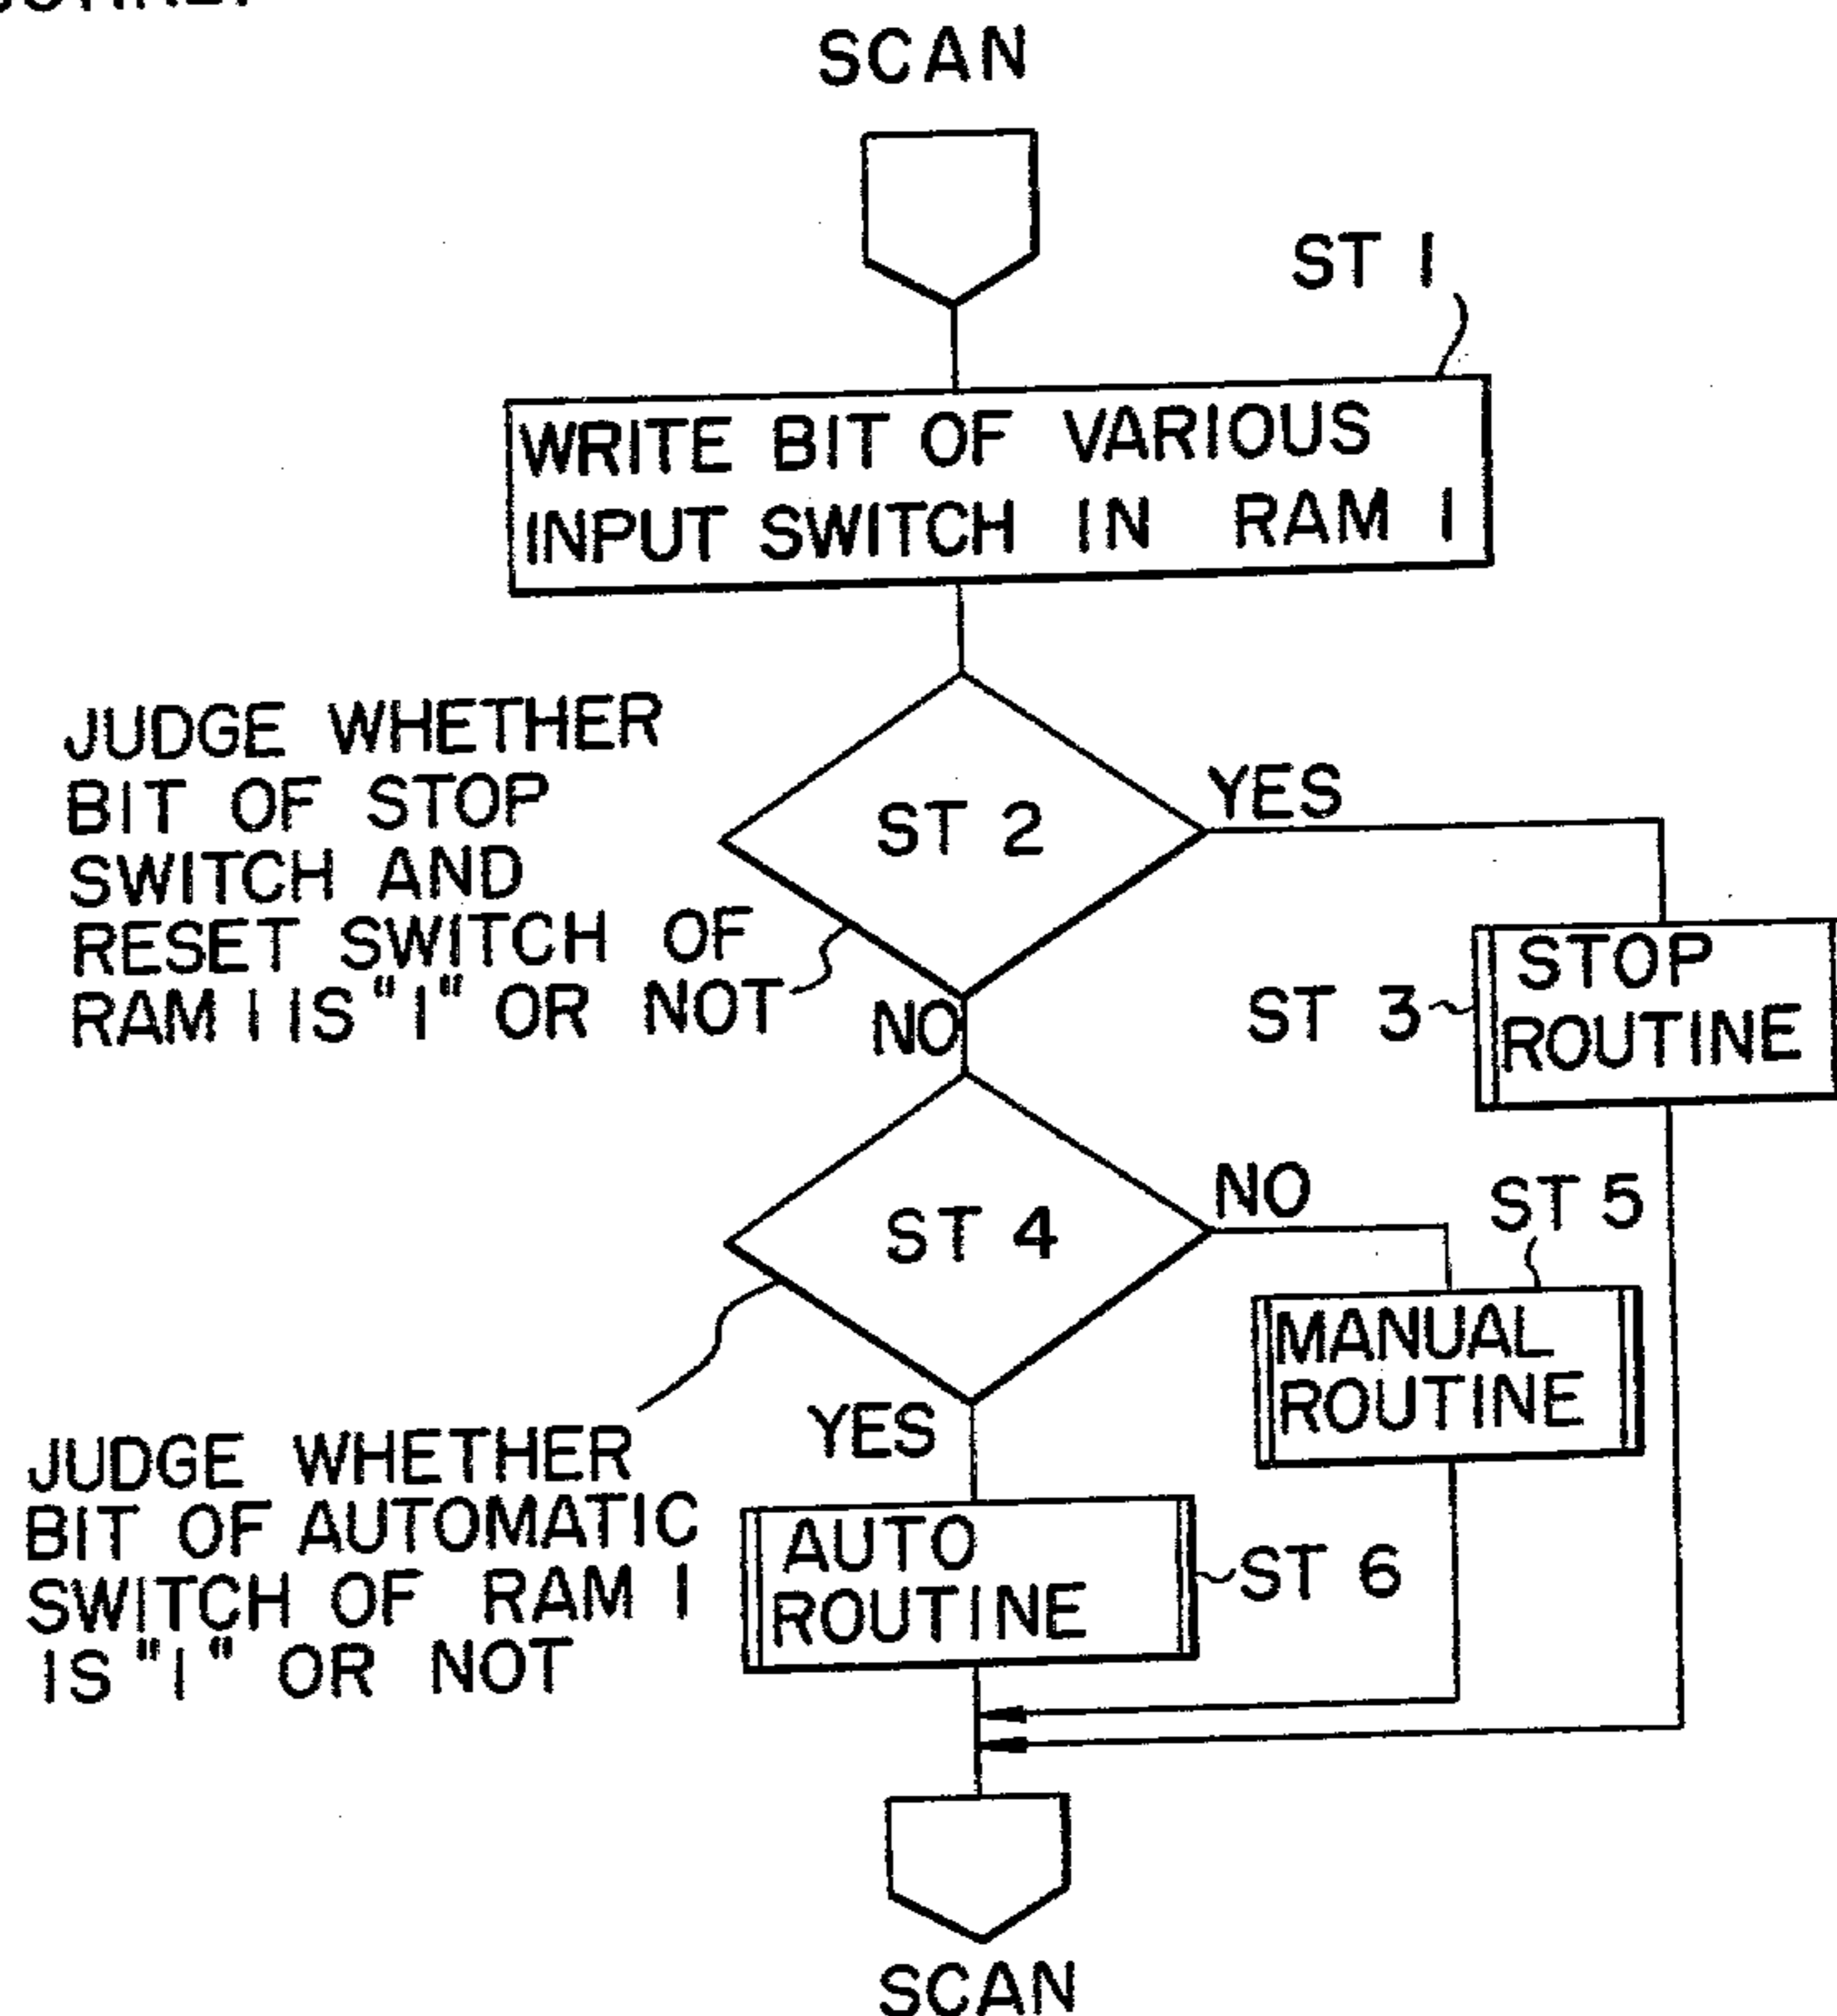 SCAN
ST 1
WRITE BIT OF VARIOUS
INPUT SWITCH IN RAM 1
JUDGE WHETHER
BIT OF STOP
SWITCH AND
RESET SWITCH OF
RAM 1 IS "1" OR NOT
ST 2
YES
NO
ST 3
STOP
ROUTINE
ST 4
NO
ST 5
MANUAL
ROUTINE
YES
JUDGE WHETHER
BIT OF AUTOMATIC
SWITCH OF RAM 1
IS "1" OR NOT
AUTO
ROUTINE
ST 6
SCAN